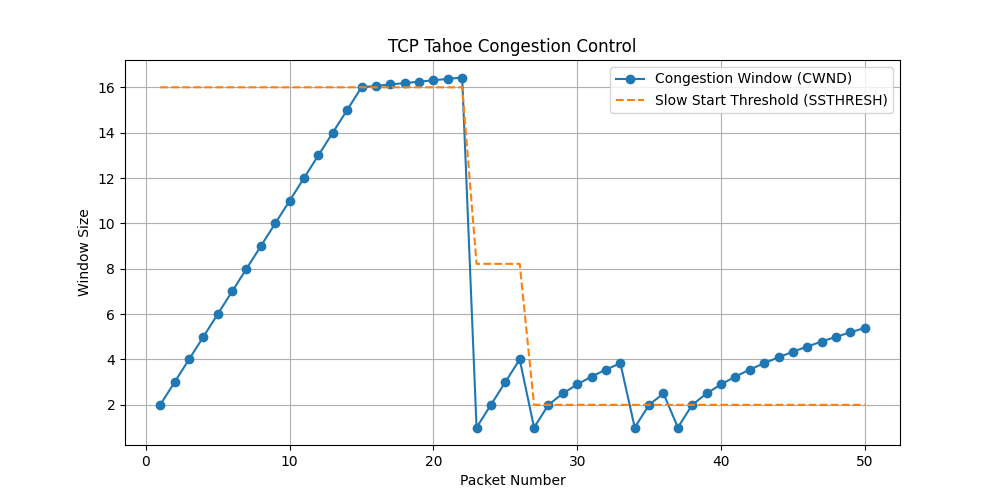 TCP Tahoe Congestion Control
Congestion Window (CWND)
Slow Start Threshold (SSTHRESH)
Window Size
16
14
12
10
8
6
4
2
0 10 20 30 40 50
Packet Number